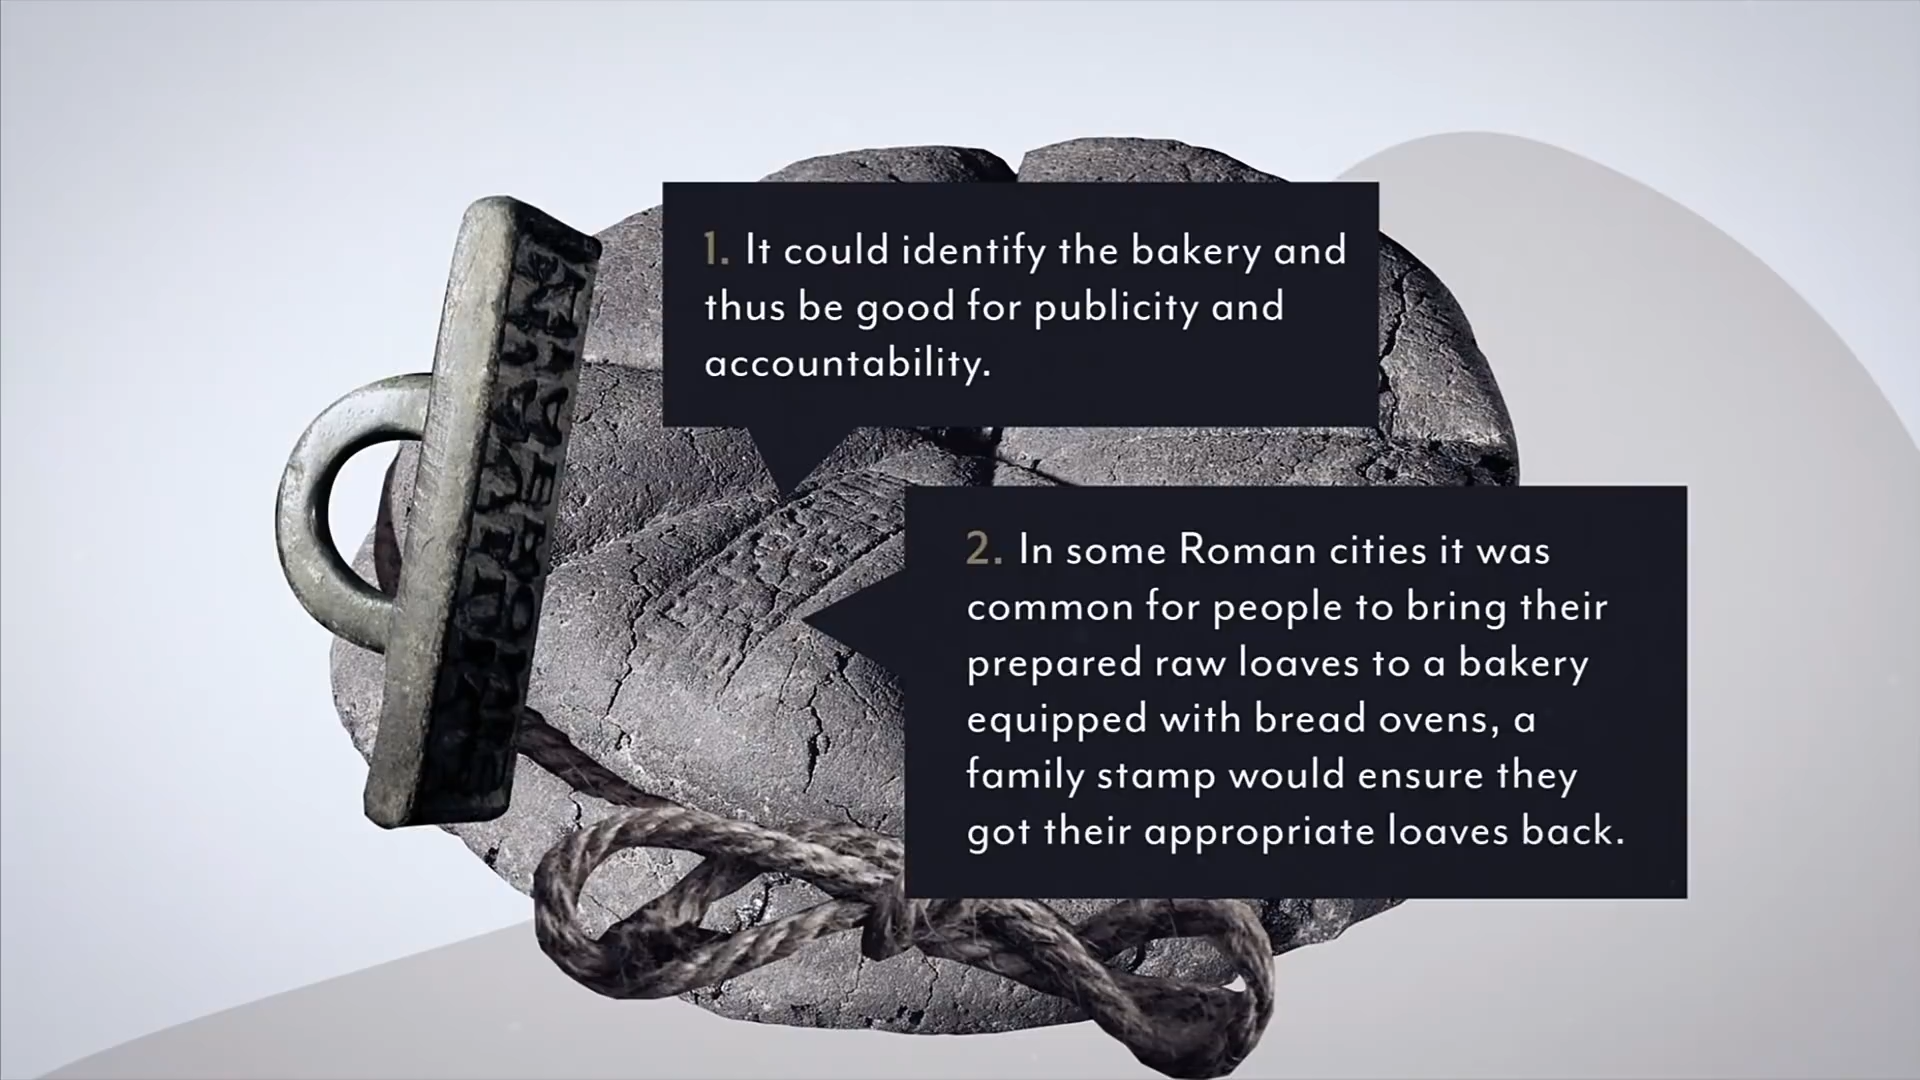 1. It could identify the bakery and
thus be good for publicity and
accountability.
2. In some Roman cities it was
common for people to bring their
prepared raw loaves to a bakery
equipped with bread ovens, a
family stamp would ensure they
got their appropriate loaves back.